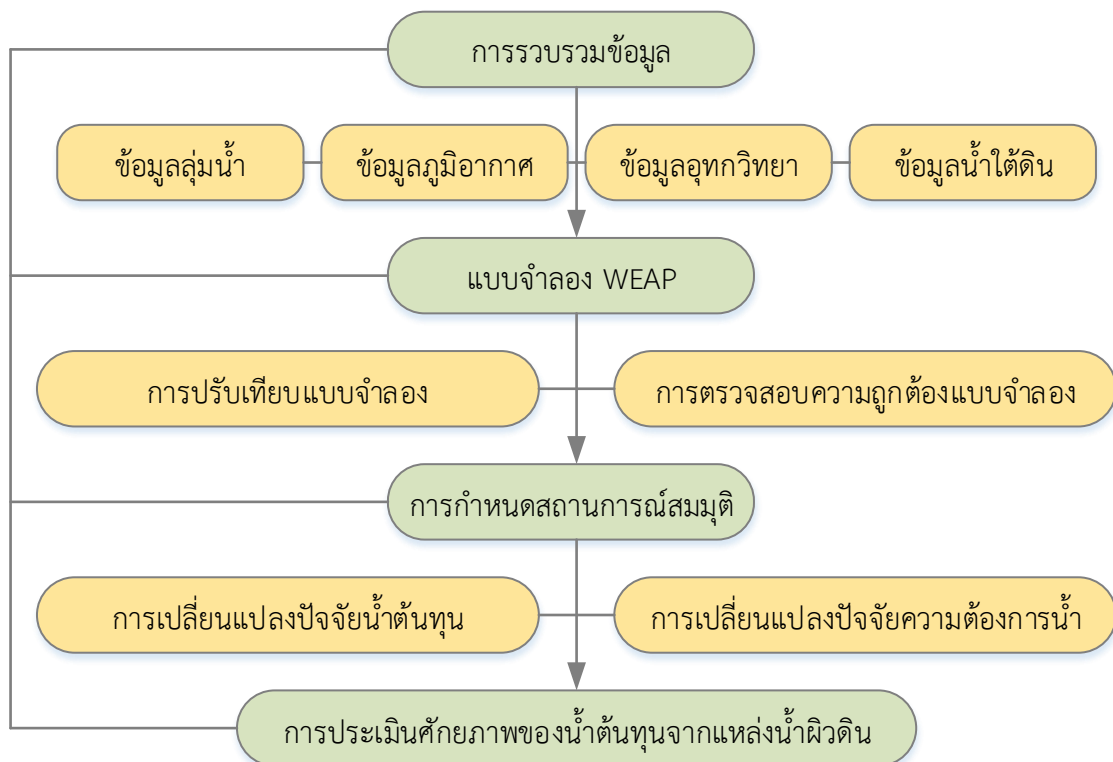 การรวบรวมข้อมูล
ข้อมูลลุ่มน้ำ
ข้อมูลภูมิอากาศ
ข้อมูลอุทกวิทยา
ข้อมูลน้ำใต้ดิน
แบบจำลอง WEAP
การปรับเทียบแบบจำลอง
การตรวจสอบความถูกต้องแบบจำลอง
การกำหนดสถานการณ์สมมุติ
การเปลี่ยนแปลงปัจจัยน้ำต้นทุน
การเปลี่ยนแปลงปัจจัยความต้องการน้ำ
การประเมินศักยภาพของน้ำต้นทุนจากแหล่งน้ำผิวดิน